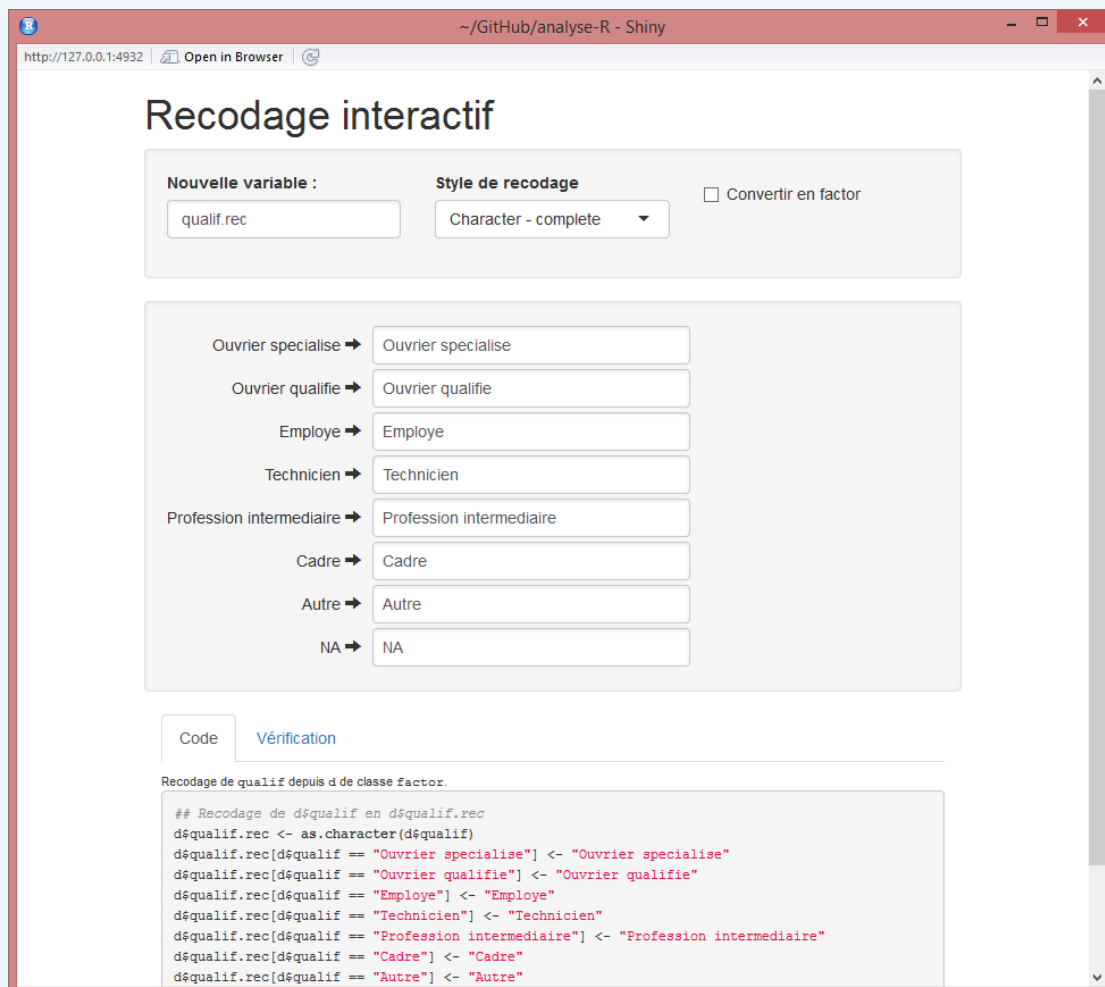 R
~/GitHub/analyse-R - Shiny
http://127.0.0.1:4932 Open in Browser
Recodage interactif
Nouvelle variable : Style de recodage
Convertir en factor
qualif.rec Character - complete
Ouvrier specialise Ouvrier specialise
Ouvrier qualifie Ouvrier qualifie
Employe Employe
Technicien Technicien
Profession intermediaire Profession intermediaire
Cadre Cadre
Autre Autre
NA NA
Code Vérification
Recodage de qualif depuis d de classe factor.
## Recodage de d$qualif en d$qualif.rec
d$qualif.rec <- as.character(d$qualif)
d$qualif.rec[d$qualif == "Ouvrier specialise"] <- "Ouvrier specialise"
d$qualif.rec[d$qualif == "Ouvrier qualifie"] <- "Ouvrier qualifie"
d$qualif.rec[d$qualif == "Employe"] <- "Employe"
d$qualif.rec[d$qualif == "Technicien"] <- "Technicien"
d$qualif.rec[d$qualif == "Profession intermediaire"] <- "Profession intermediaire"
d$qualif.rec[d$qualif == "Cadre"] <- "Cadre"
d$qualif.rec[d$qualif == "Autre"] <- "Autre"